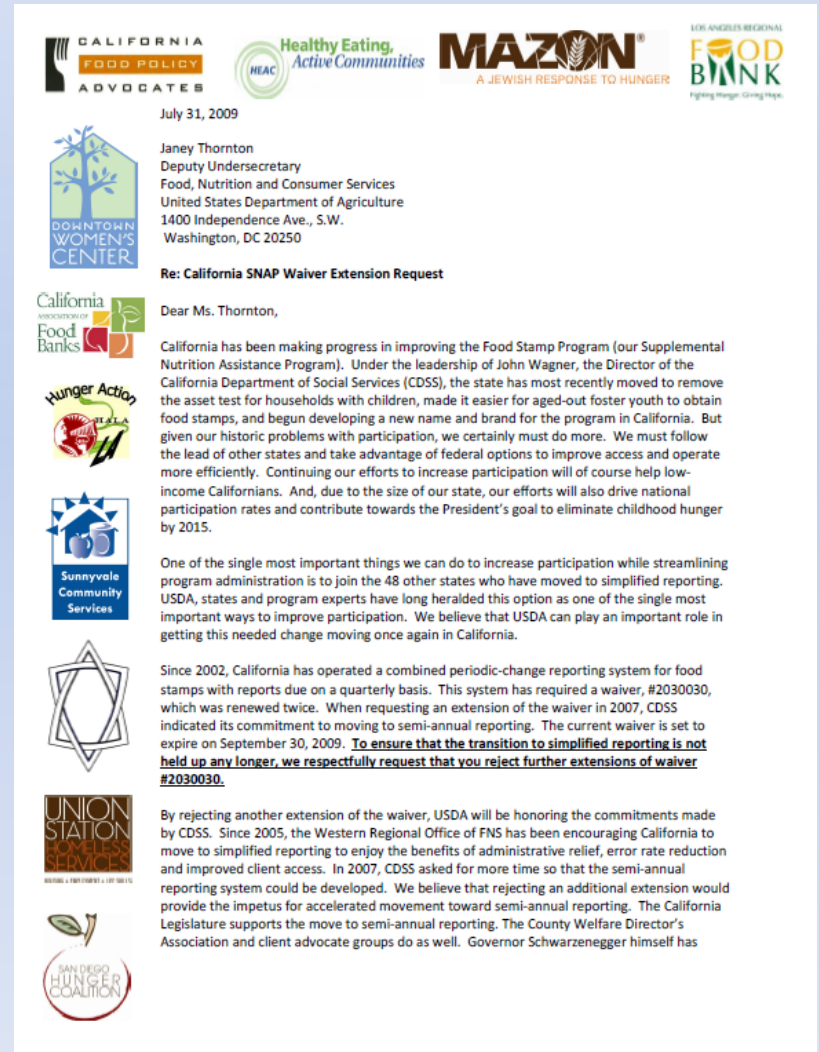 CALIFORNIA
FOOD POLICY
ADVOCATES
HEAC
Healthy Eating,
Active Communities
MAZON®
A JEWISH RESPONSE TO HUNGER
LOS ANGELES REGIONAL
FOOD
BANK
Fighting Hunger. Giving Hope.
July 31, 2009
Janey Thornton
Deputy Undersecretary
Food, Nutrition and Consumer Services
United States Department of Agriculture
1400 Independence Ave., S.W.
Washington, DC 20250
DOWNTOWN
WOMEN'S
CENTER
Re: California SNAP Waiver Extension Request
Dear Ms. Thornton,
California
ASSOCIATION OF
Food
Banks
California has been making progress in improving the Food Stamp Program (our Supplemental
Nutrition Assistance Program). Under the leadership of John Wagner, the Director of the
California Department of Social Services (CDSS), the state has most recently moved to remove
the asset test for households with children, made it easier for aged-out foster youth to obtain
food stamps, and begun developing a new name and brand for the program in California. But
given our historic problems with participation, we certainly must do more. We must follow
the lead of other states and take advantage of federal options to improve access and operate
more efficiently. Continuing our efforts to increase participation will of course help low-
income Californians. And, due to the size of our state, our efforts will also drive national
participation rates and contribute towards the President's goal to eliminate childhood hunger
by 2015.
Hunger Action
HALA
LA
One of the single most important things we can do to increase participation while streamlining
program administration is to join the 48 other states who have moved to simplified reporting.
USDA, states and program experts have long heralded this option as one of the single most
important ways to improve participation. We believe that USDA can play an important role in
getting this needed change moving once again in California.
Sunnyvale
Community
Services
Since 2002, California has operated a combined periodic-change reporting system for food
stamps with reports due on a quarterly basis. This system has required a waiver, #2030030,
which was renewed twice. When requesting an extension of the waiver in 2007, CDSS
indicated its commitment to moving to semi-annual reporting. The current waiver is set to
expire on September 30, 2009. To ensure that the transition to simplified reporting is not
held up any longer, we respectfully request that you reject further extensions of waiver
#2030030.
UNION
STATION
HOMELESS
SERVICES
By rejecting another extension of the waiver, USDA will be honoring the commitments made
by CDSS. Since 2005, the Western Regional Office of FNS has been encouraging California to
move to simplified reporting to enjoy the benefits of administrative relief, error rate reduction
and improved client access. In 2007, CDSS asked for more time so that the semi-annual
reporting system could be developed. We believe that rejecting an additional extension would
provide the impetus for accelerated movement toward semi-annual reporting. The California
Legislature supports the move to semi-annual reporting. The County Welfare Director's
Association and client advocate groups do as well. Governor Schwarzenegger himself has
SAN DIEGO
HUNGER
COALITION